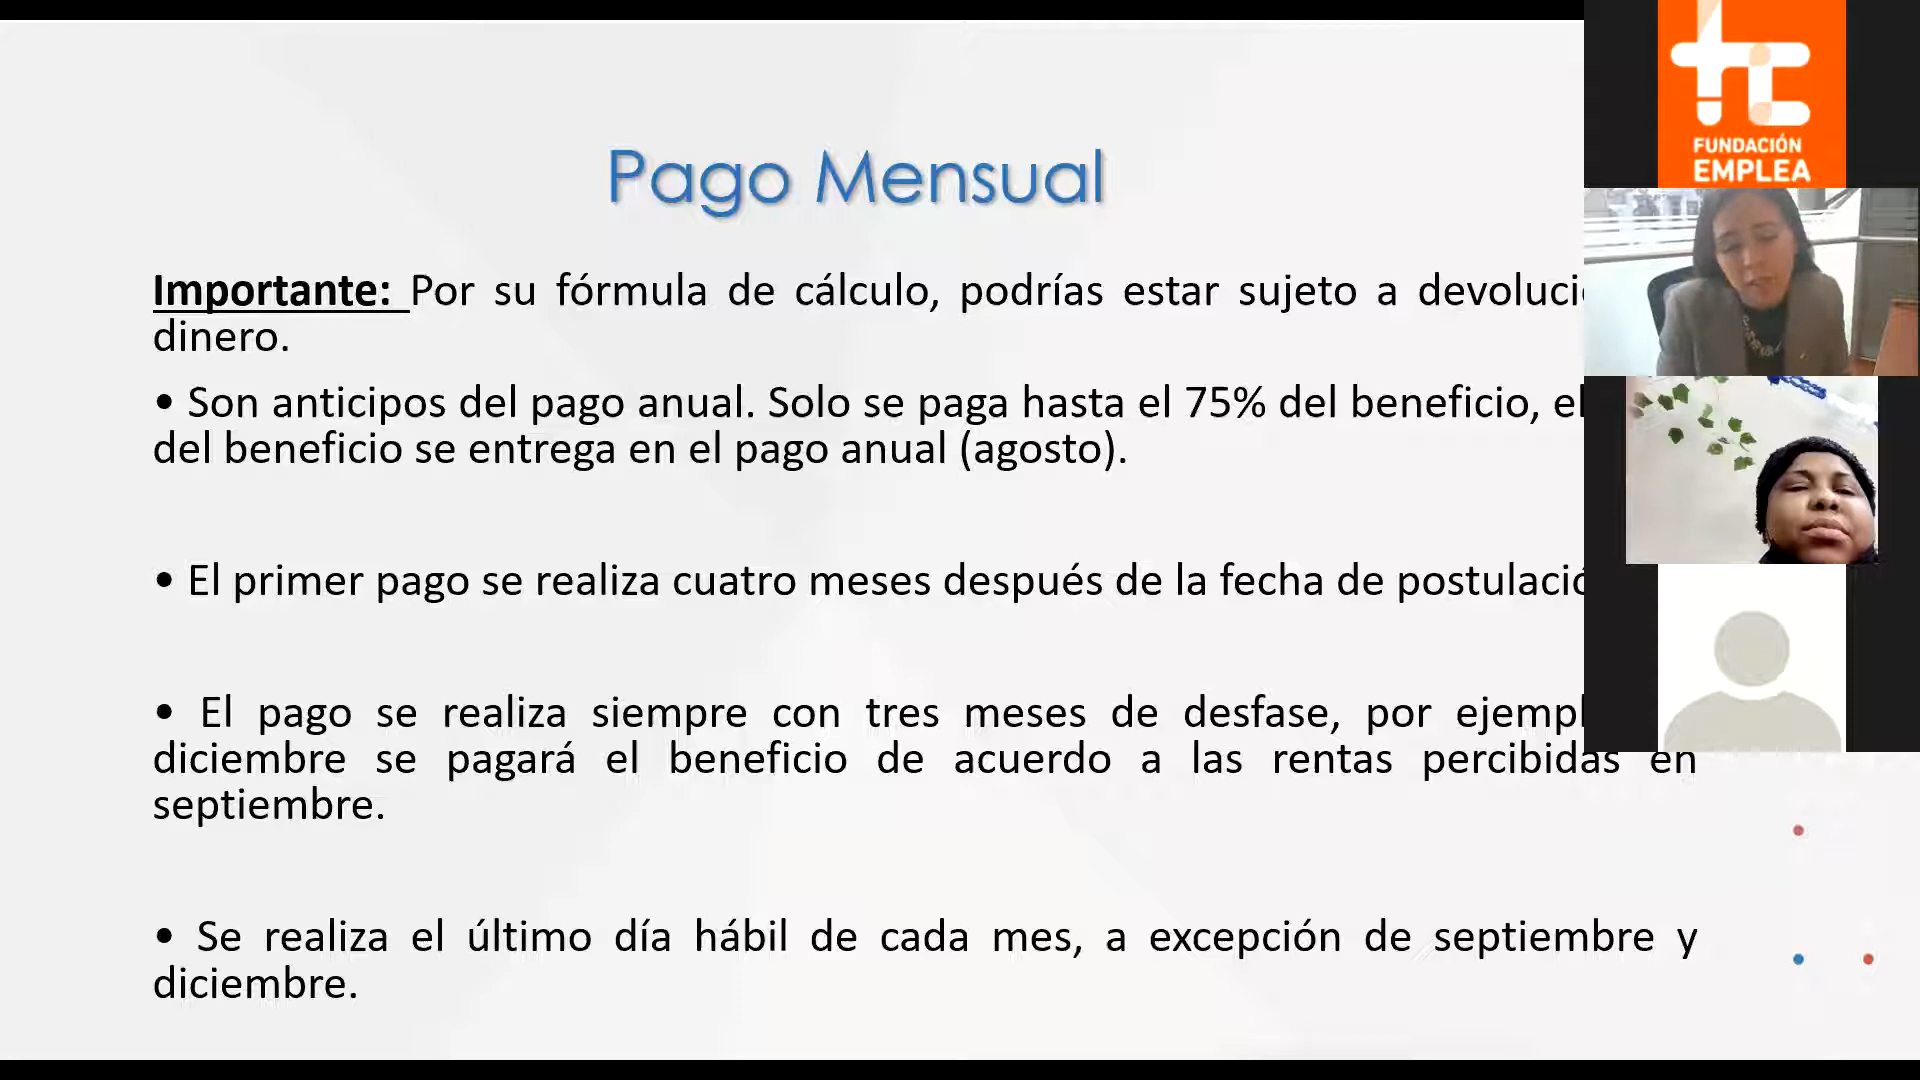 Pago Mensual
Importante: Por su fórmula de cálculo, podrías estar sujeto a
dinero.
• Son anticipos del pago anual. Solo se paga hasta el 75% del beneficio, el
del beneficio se entrega en el pago anual (agosto).
• El primer pago se realiza cuatro meses después de la fecha de
• El pago se realiza siempre con tres meses de desfase, por
diciembre se pagará el beneficio de acuerdo a las rentas percibidas en
septiembre.
• Se realiza el último día hábil de cada mes, a excepción de septiembre y
diciembre.
FUNDACIÓN
EMPLEA